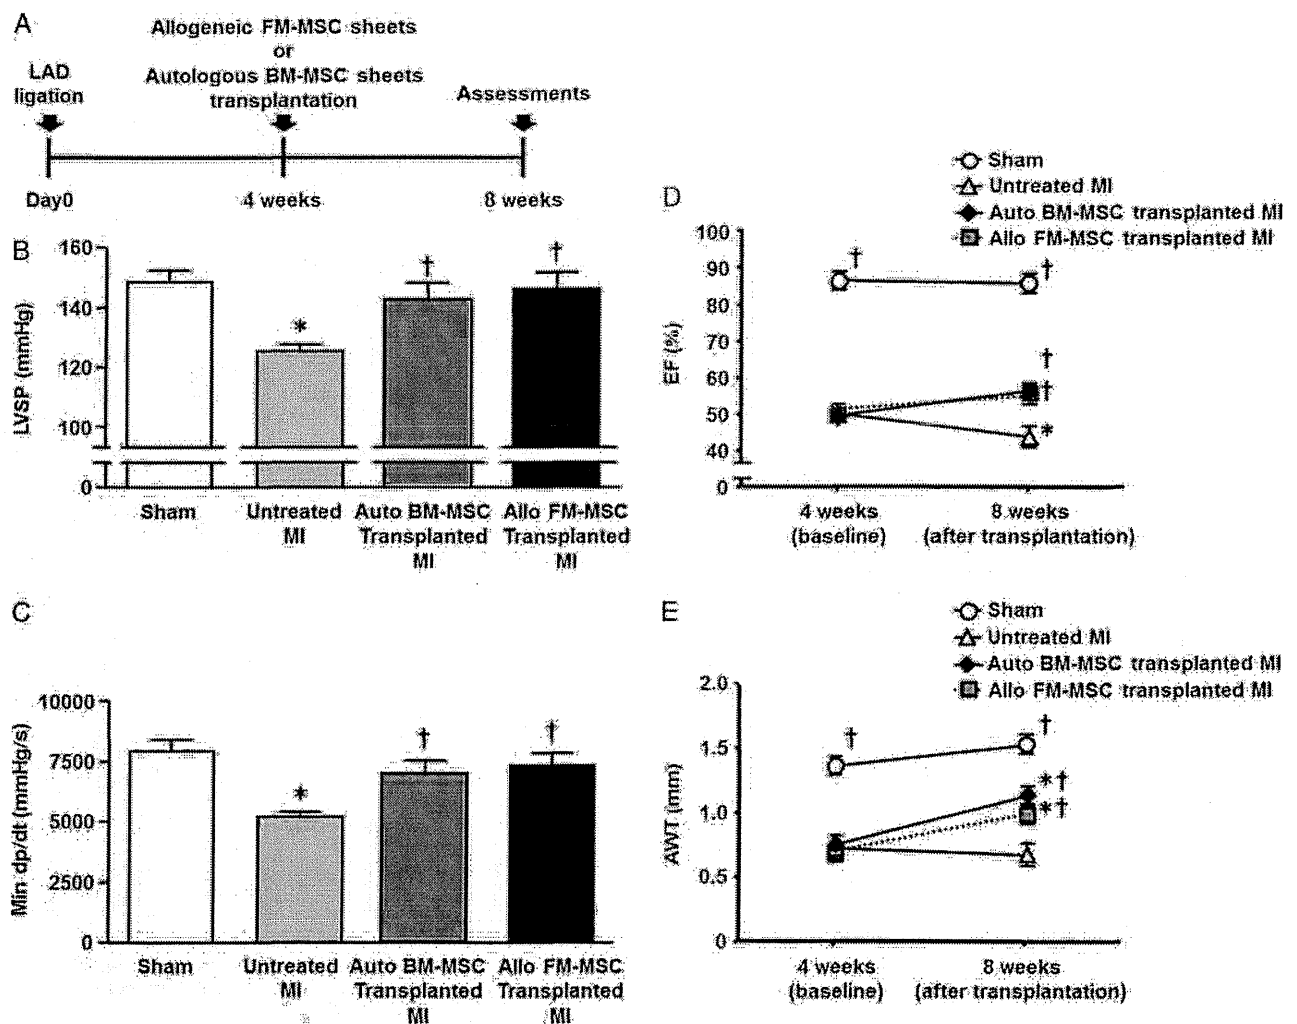 A
Allogeneic FM-MSC sheets
or
Autologous BM-MSC sheets
transplantation
LAD
ligation
Assessments
Day0
4 weeks
8 weeks
B
LVSP (mmHg)
160
140
120
100
0
Sham
Untreated
MI
Auto BM-MSC
Transplanted
MI
Allo FM-MSC
Transplanted
MI
*
†
†
C
Min dp/dt (mmHg/s)
10000
7500
5000
2500
0
Sham
Untreated
MI
Auto BM-MSC
Transplanted
MI
Allo FM-MSC
Transplanted
MI
*
†
†
D
Sham
Untreated MI
Auto BM-MSC transplanted MI
Allo FM-MSC transplanted MI
EF (%)
100
90
80
70
60
50
40
0
†
†
†
†
*
4 weeks
(baseline)
8 weeks
(after transplantation)
E
Sham
Untreated MI
Auto BM-MSC transplanted MI
Allo FM-MSC transplanted MI
AWT (mm)
2.0
1.5
1.0
0.5
0
†
†
*†
*†
4 weeks
(baseline)
8 weeks
(after transplantation)